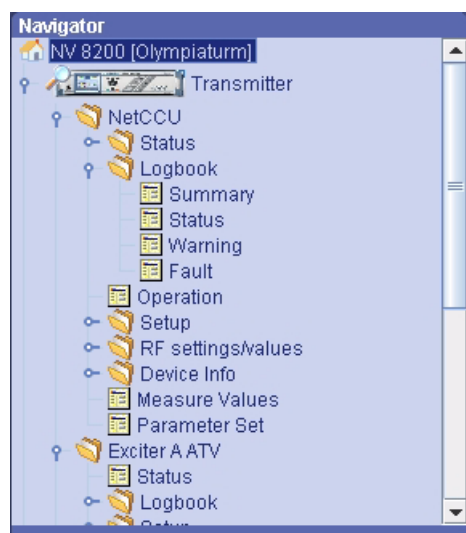 Navigator
NV 8200 [Olympiaturm]
Transmitter
NetCCU
Status
Logbook
Summary
Status
Warning
Fault
Operation
Setup
RF settings/values
Device Info
Measure Values
Parameter Set
Exciter A ATV
Status
Logbook